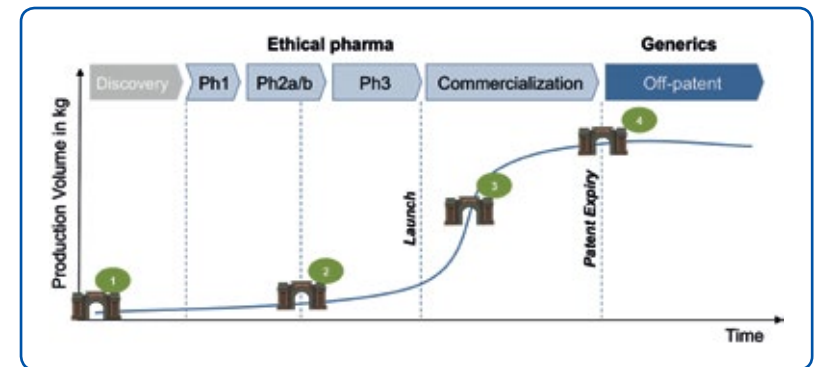 Ethical pharma
Generics
Discovery
Ph1
Ph2a/b
Ph3
Commercialization
Off-patent
Production Volume in kg
1
2
3
4
Launch
Patent Expiry
Time